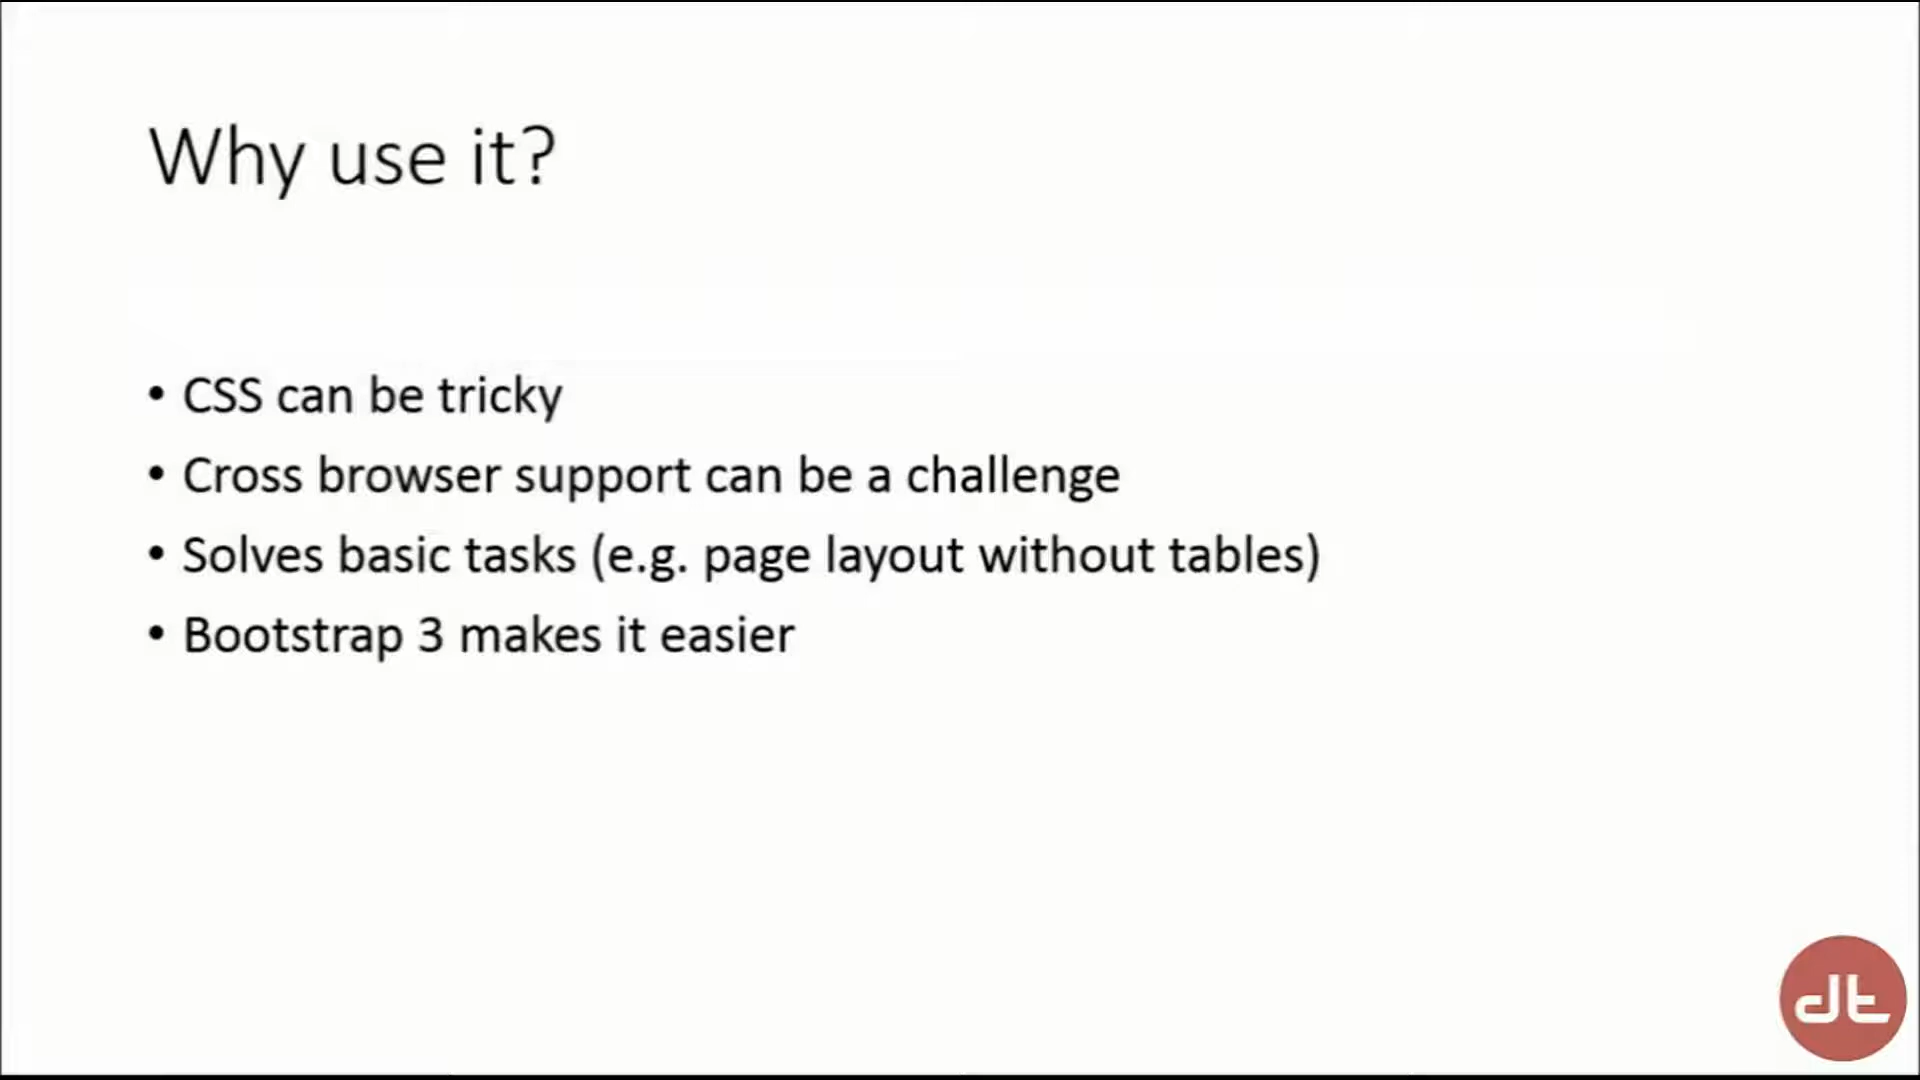 Why use it?
• CSS can be tricky
• Cross browser support can be a challenge
• Solves basic tasks (e.g. page layout without tables)
• Bootstrap 3 makes it easier
dt